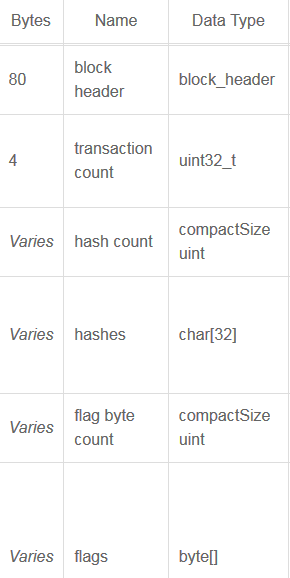 Bytes Name Data Type
80 block header block_header
4 transaction count uint32_t
Varies hash count compactSize uint
Varies hashes char[32]
Varies flag byte count compactSize uint
Varies flags byte[]